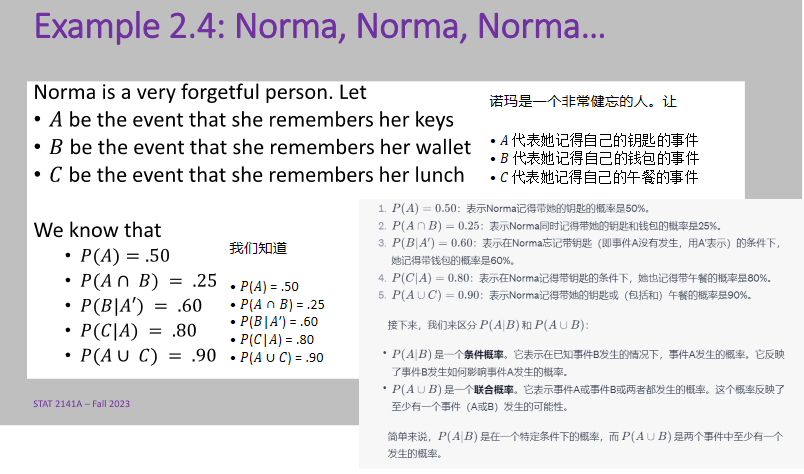 Example 2.4: Norma, Norma, Norma…
Norma is a very forgetful person. Let
• A be the event that she remembers her keys
• B be the event that she remembers her wallet
• C be the event that she remembers her lunch
诺玛是一个非常健忘的人。让
• A 代表她记得自己的钥匙的事件
• B 代表她记得自己的钱包的事件
• C 代表她记得自己的午餐的事件
We know that
• P(A) = .50
• P(A ∩ B) = .25
• P(B|A′) = .60
• P(C|A) = .80
• P(A ∪ C) = .90
我们知道
• P(A) = .50
• P(A ∩ B) = .25
• P(B|A′) = .60
• P(C|A) = .80
• P(A ∪ C) = .90
1. P(A) = 0.50：表示Norma记得带她的钥匙的概率是50%。
2. P(A ∩ B) = 0.25：表示Norma同时记得带她的钥匙和钱包的概率是25%。
3. P(B|A′) = 0.60：表示在Norma忘记带钥匙（即事件A没有发生，用A'表示）的条件下，
她记得带钱包的概率是60%。
4. P(C|A) = 0.80：表示在Norma记得带钥匙的条件下，她也记得带午餐的概率是80%。
5. P(A ∪ C) = 0.90：表示Norma记得带她的钥匙或（包括和）午餐的概率是90%。
接下来，我们来区分 P(A|B) 和 P(A ∪ B)：
• P(A|B) 是一个条件概率。它表示在已知事件B发生的情况下，事件A发生的概率。它反映
了事件B发生如何影响事件A发生的概率。
• P(A ∪ B) 是一个联合概率。它表示事件A或事件B或两者都发生的概率。这个概率反映了
至少有一个事件（A或B）发生的可能性。
简单来说，P(A|B) 是在一个特定条件下的概率，而 P(A ∪ B) 是两个事件中至少有一个
发生的概率。
STAT 2141A – Fall 2023